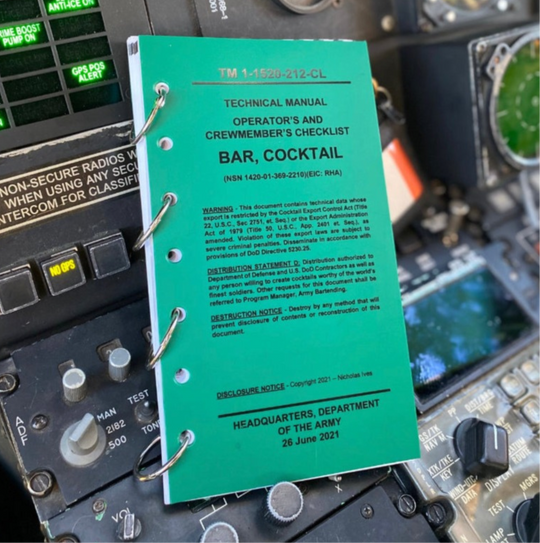 ANTI-ICE ON
PRIME BOOST
PUMP ON
GPS POS
ALERT
NON-SECURE RADIOS W
WHEN USING ANY SEC
INTERCOM FOR CLASSIF
NO GPS
TM 1-1520-212-CL
TECHNICAL MANUAL
OPERATOR'S AND
CREWMEMBER'S CHECKLIST
BAR, COCKTAIL
(NSN 1420-01-369-2210)(EIC: RHA)
WARNING - This document contains technical data whose
export is restricted by the Cocktail Export Control Act (Title
22, U.S.C., Sec 2751, et. Seq.) or the Export Administration
Act of 1979 (Title 50, U.S.C., App. 2401 et. Seq.), as
amended. Violation of these export laws are subject to
severe criminal penalties. Disseminate in accordance with
provisions of DoD Directive 5230.25.
DISTRIBUTION STATEMENT D: Distribution authorized to
Department of Defense and U.S. DoD Contractors as well as
any person willing to create cocktails worthy of the world's
finest soldiers. Other requests for this document shall be
referred to Program Manager, Army Bartending.
DESTRUCTION NOTICE - Destroy by any method that will
prevent disclosure of contents or reconstruction of this
document.
DISCLOSURE NOTICE - Copyright 2021 - Nicholas Ives
HEADQUARTERS, DEPARTMENT
OF THE ARMY
26 June 2021
ADF
MAN
2182
500
TEST
TONE
VOL